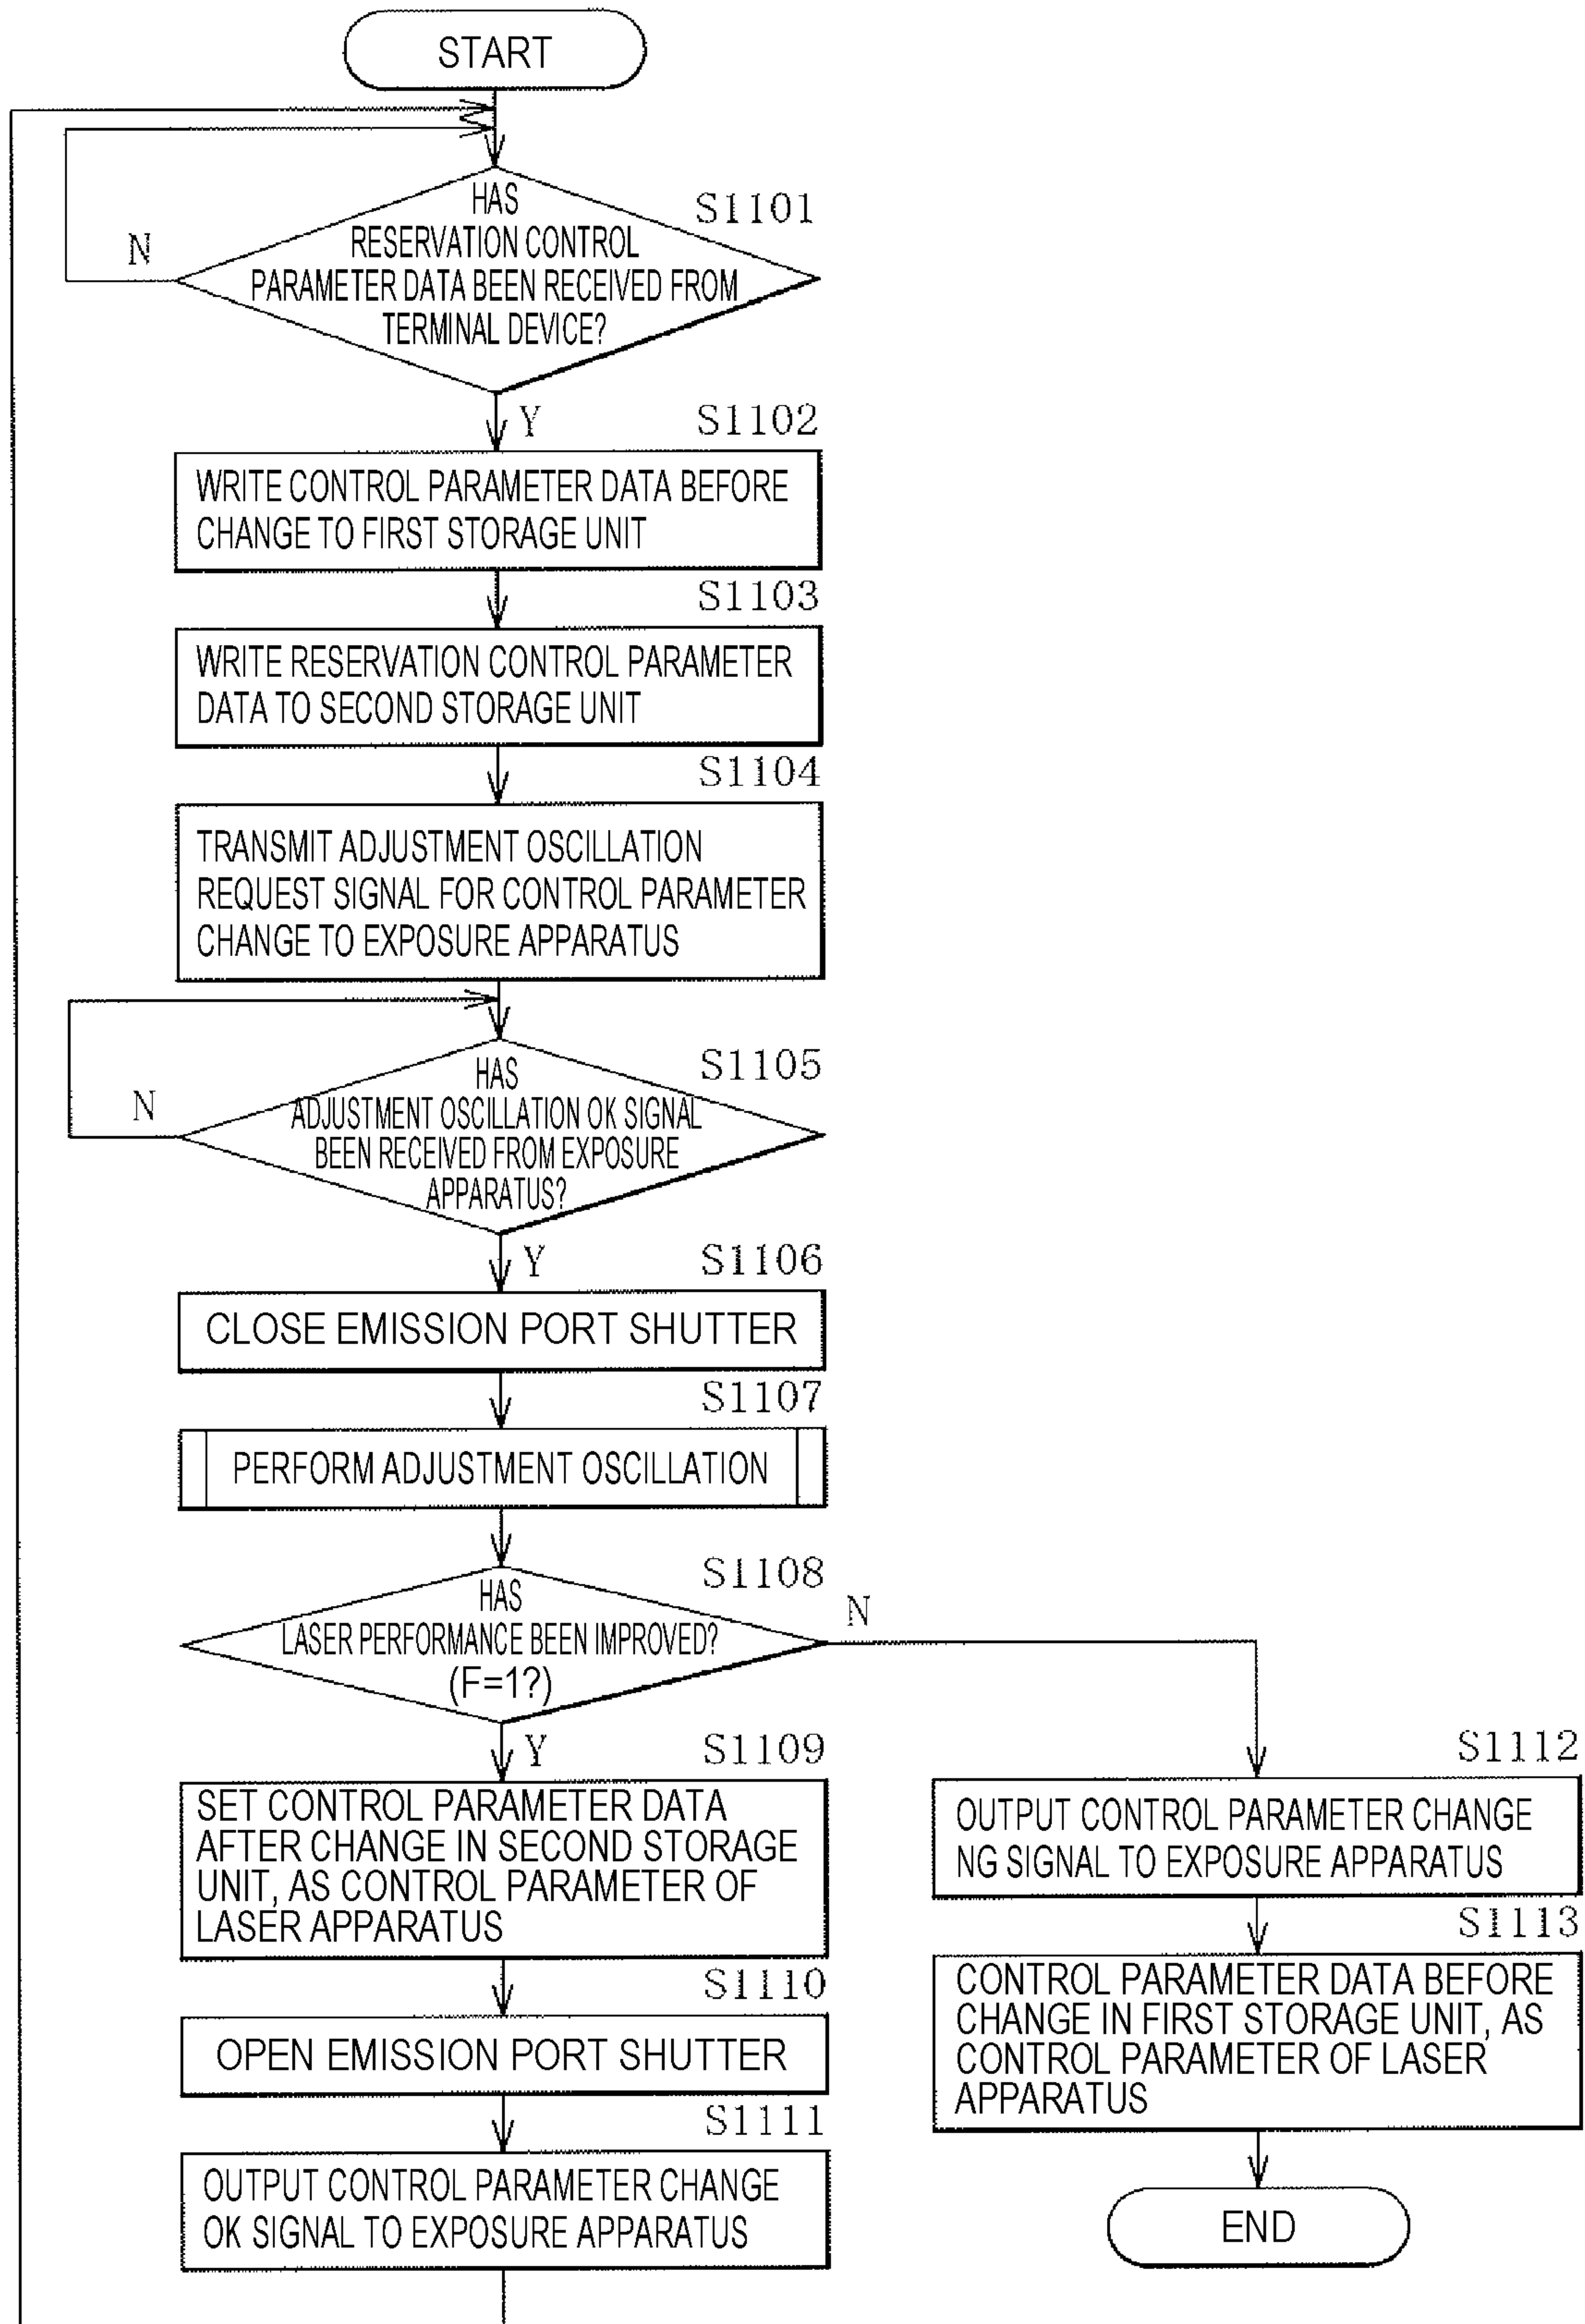 START
HAS
RESERVATION CONTROL
PARAMETER DATA BEEN RECEIVED FROM
TERMINAL DEVICE?
S1101
N
Y
S1102
WRITE CONTROL PARAMETER DATA BEFORE
CHANGE TO FIRST STORAGE UNIT
S1103
WRITE RESERVATION CONTROL PARAMETER
DATA TO SECOND STORAGE UNIT
S1104
TRANSMIT ADJUSTMENT OSCILLATION
REQUEST SIGNAL FOR CONTROL PARAMETER
CHANGE TO EXPOSURE APPARATUS
S1105
HAS
ADJUSTMENT OSCILLATION OK SIGNAL
BEEN RECEIVED FROM EXPOSURE
APPARATUS?
N
Y
S1106
CLOSE EMISSION PORT SHUTTER
S1107
PERFORM ADJUSTMENT OSCILLATION
S1108
HAS
LASER PERFORMANCE BEEN IMPROVED?
(F=1?)
N
Y
S1109
SET CONTROL PARAMETER DATA
AFTER CHANGE IN SECOND STORAGE
UNIT, AS CONTROL PARAMETER OF
LASER APPARATUS
S1110
OPEN EMISSION PORT SHUTTER
S1111
OUTPUT CONTROL PARAMETER CHANGE
OK SIGNAL TO EXPOSURE APPARATUS
S1112
OUTPUT CONTROL PARAMETER CHANGE
NG SIGNAL TO EXPOSURE APPARATUS
S1113
CONTROL PARAMETER DATA BEFORE
CHANGE IN FIRST STORAGE UNIT, AS
CONTROL PARAMETER OF LASER
APPARATUS
END